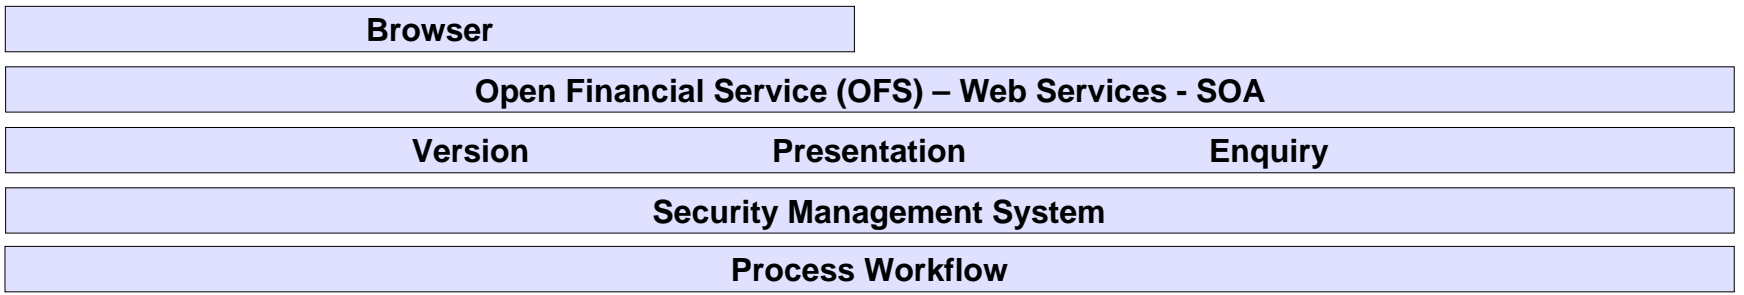 Browser
Open Financial Service (OFS) – Web Services - SOA
Version Presentation Enquiry
Security Management System
Process Workflow